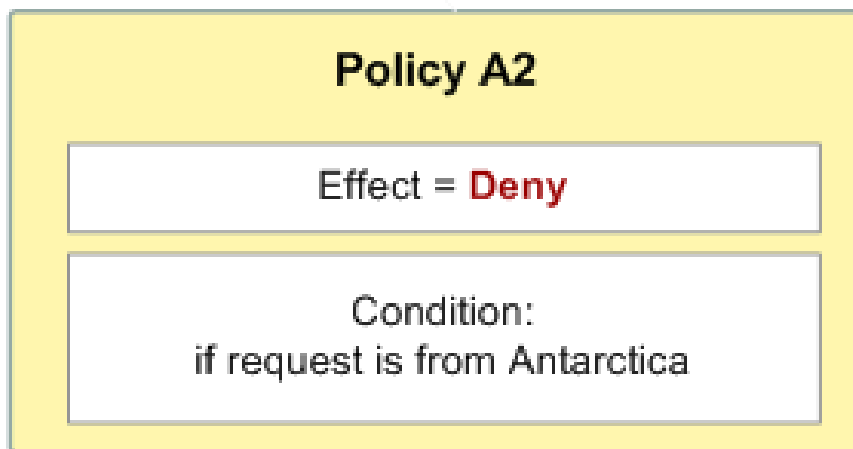 Policy A2
Effect = Deny
Condition:
if request is from Antarctica